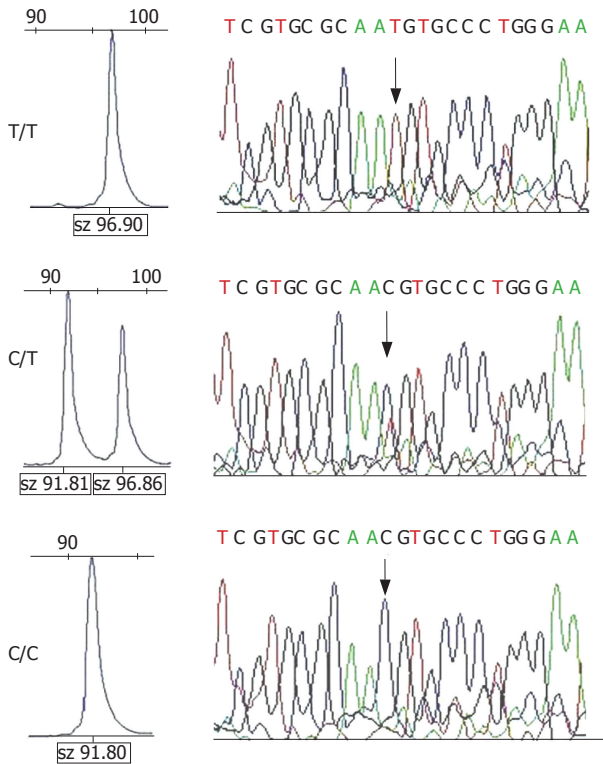 90 100
T C G T G C G C A A T G T G C C C T G G G A A
T/T
sz 96.90
90 100
T C G T G C G C A A C G T G C C C T G G G A A
C/T
sz 91.81 sz 96.86
90
T C G T G C G C A A C G T G C C C T G G G A A
C/C
sz 91.80